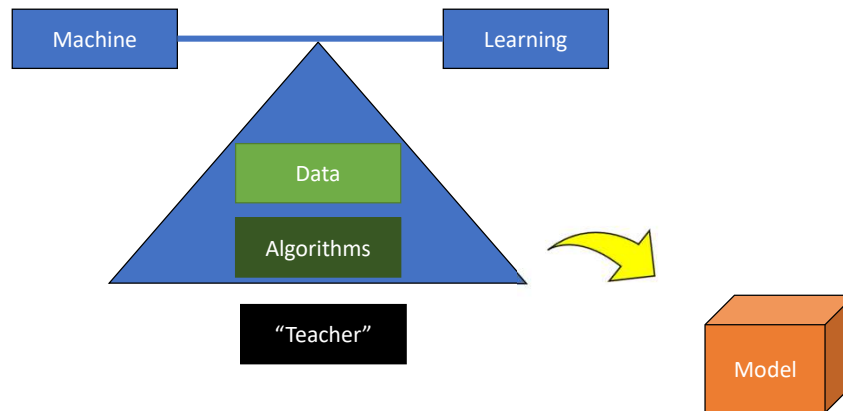 Machine
Learning
Data
Algorithms
“Teacher”
Model